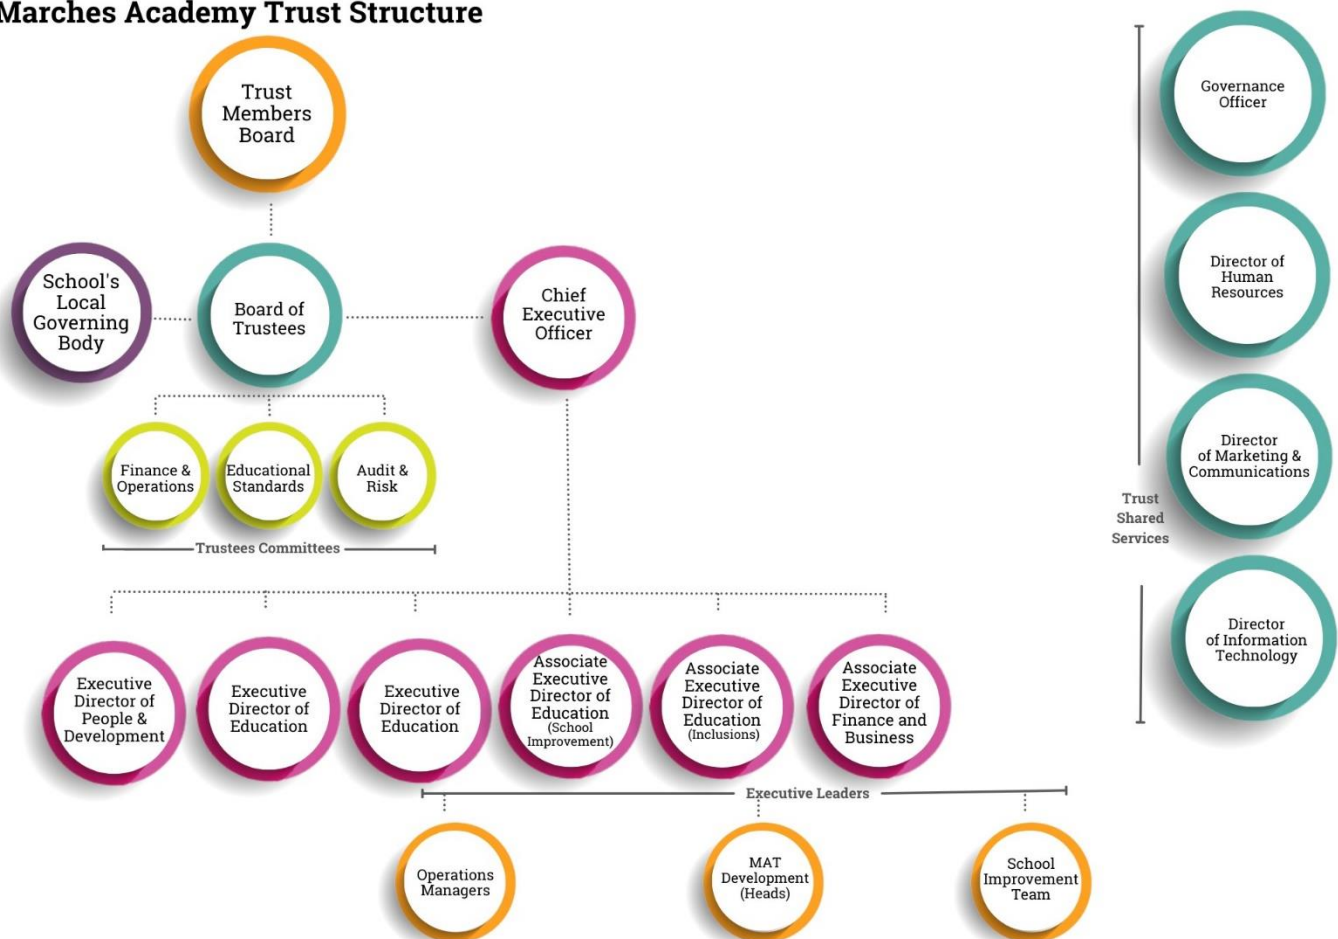 Marches Academy Trust Structure
Trust
Members
Board
School's
Local
Governing
Body
Board of
Trustees
Chief
Executive
Officer
Finance &
Operations
Educational
Standards
Audit &
Risk
Trustees Committees
Executive
Director of
People &
Development
Executive
Director of
Education
Executive
Director of
Education
Associate
Executive
Director of
Education
(School
Improvement)
Associate
Executive
Director of
Education
(Inclusions)
Associate
Executive
Director of
Finance and
Business
Executive Leaders
Operations
Managers
MAT
Development
(Heads)
School
Improvement
Team
Governance
Officer
Director of
Human
Resources
Director
of Marketing &
Communications
Trust
Shared
Services
Director
of Information
Technology